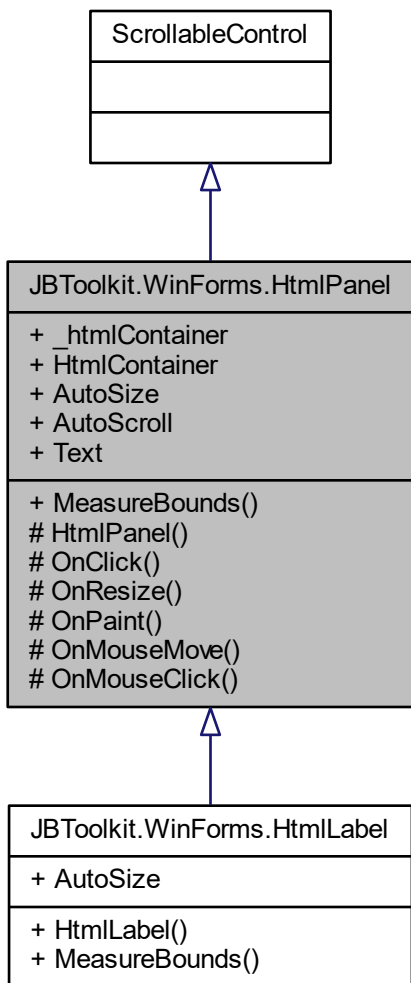 ScrollableControl
JBToolkit.WinForms.HtmlPanel
+ _htmlContainer
+ HtmlContainer
+ AutoSize
+ AutoScroll
+ Text
+ MeasureBounds()
# HtmlPanel()
# OnClick()
# OnResize()
# OnPaint()
# OnMouseMove()
# OnMouseClick()
JBToolkit.WinForms.HtmlLabel
+ AutoSize
+ HtmlLabel()
+ MeasureBounds()